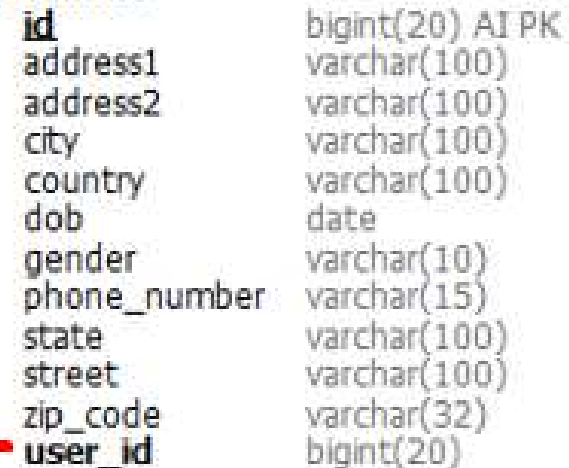 id bigint(20) AI PK
address1 varchar(100)
address2 varchar(100)
city varchar(100)
country varchar(100)
dob date
gender varchar(10)
phone_number varchar(15)
state varchar(100)
street varchar(100)
zip_code varchar(32)
user_id bigint(20)